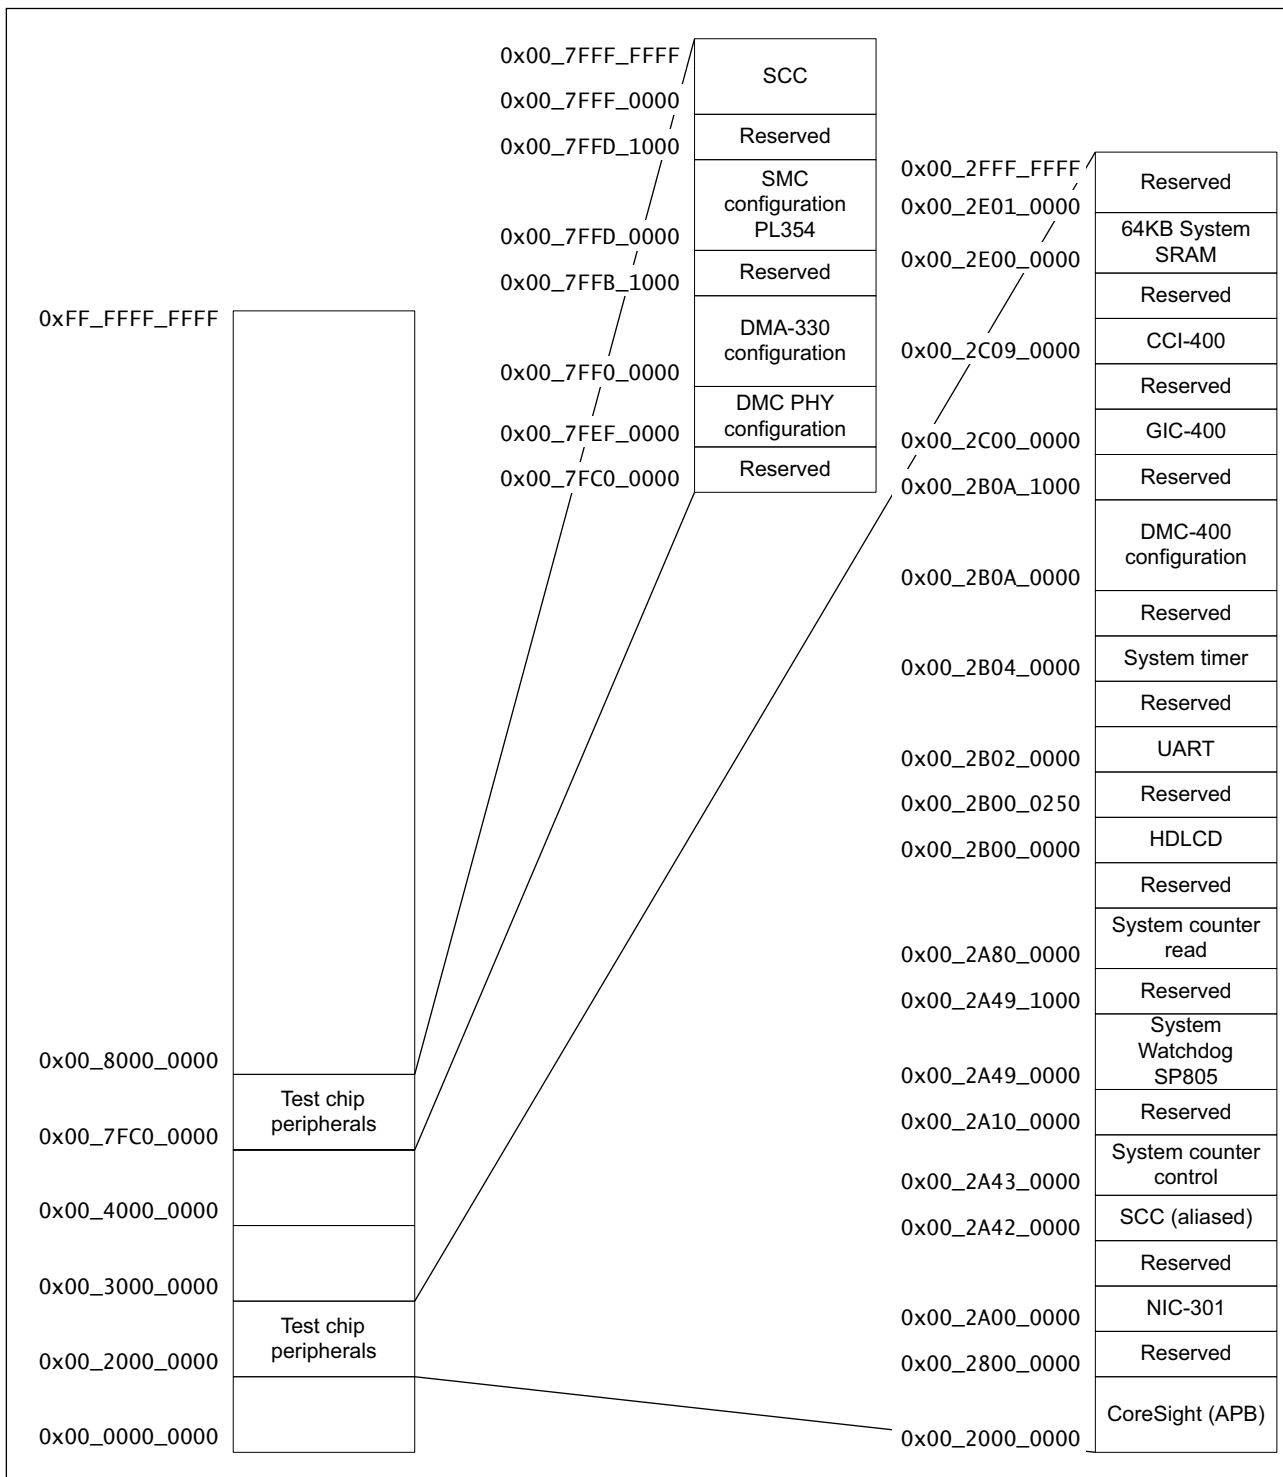 0x00_7FFF_FFFF
SCC
0x00_7FFF_0000
Reserved
0x00_7FFD_1000
SMC
configuration
PL354
0x00_7FFD_0000
Reserved
0x00_7FFB_1000
DMA-330
configuration
0x00_7FF0_0000
DMC PHY
configuration
0x00_7FEF_0000
Reserved
0x00_7FC0_0000
0xFF_FFFF_FFFF
0x00_8000_0000
Test chip
peripherals
0x00_7FC0_0000
0x00_4000_0000
0x00_3000_0000
Test chip
peripherals
0x00_2000_0000
0x00_0000_0000
0x00_2FFF_FFFF
Reserved
0x00_2E01_0000
64KB System
SRAM
0x00_2E00_0000
Reserved
CCI-400
0x00_2C09_0000
Reserved
GIC-400
0x00_2C00_0000
Reserved
0x00_2B0A_1000
DMC-400
configuration
0x00_2B0A_0000
Reserved
System timer
0x00_2B04_0000
Reserved
UART
0x00_2B02_0000
Reserved
0x00_2B00_0250
HDLCD
0x00_2B00_0000
Reserved
System counter
read
0x00_2A80_0000
Reserved
0x00_2A49_1000
System
Watchdog
SP805
0x00_2A49_0000
Reserved
0x00_2A10_0000
System counter
control
0x00_2A43_0000
SCC (aliased)
0x00_2A42_0000
Reserved
NIC-301
0x00_2A00_0000
Reserved
0x00_2800_0000
CoreSight (APB)
0x00_2000_0000